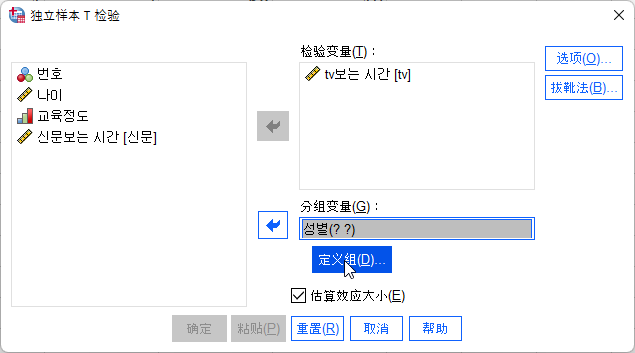 独立样本 T 检验
检验变量(T)：
번호
나이
교육정도
신문보는 시간 [신문]
tv보는 시간 [tv]
选项(O)...
拔靴法(B)...
分组变量(G)：
성별(? ?)
定义组(D)...
估算效应大小(E)
确定
粘贴(P)
重置(R)
取消
帮助